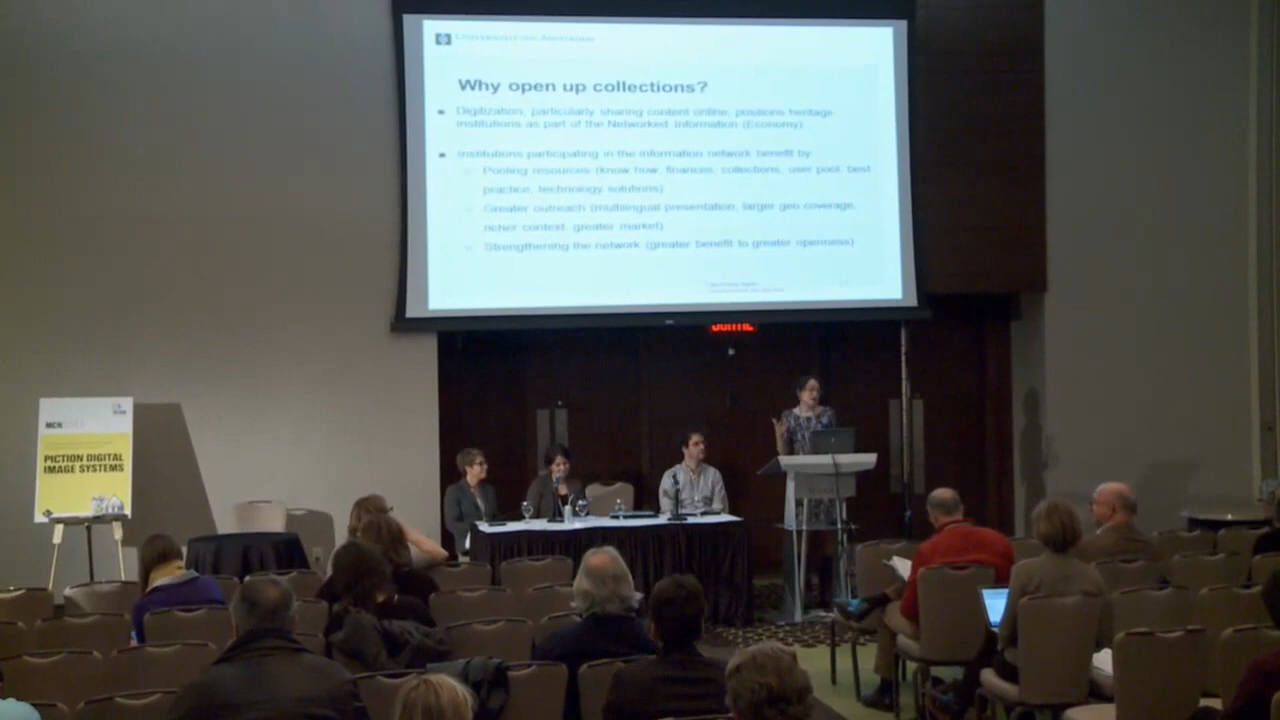 Why open up collections?
Digitization, particularly sharing content online, positions heritage
institutions as part of the Networked Information (Economy)
Institutions participating in the information network benefit by
Pooling resources (know how, finances, collections, user pool, best
practice, technology solutions)
Greater outreach (multilingual presentation, larger geo coverage,
richer context, greater market)
Strengthening the network (greater benefit to greater openness)
SORTIE
MCN
PICTION DIGITAL
IMAGE SYSTEMS